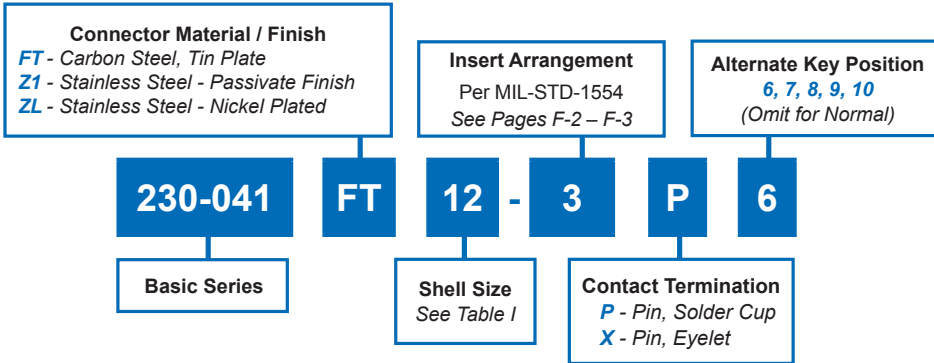 Connector Material / Finish
FT - Carbon Steel, Tin Plate
Z1 - Stainless Steel - Passivate Finish
ZL - Stainless Steel - Nickel Plated
Insert Arrangement
Per MIL-STD-1554
See Pages F-2 – F-3
Alternate Key Position
6, 7, 8, 9, 10
(Omit for Normal)
230-041 FT 12 - 3 P 6
Basic Series
Shell Size
See Table I
Contact Termination
P - Pin, Solder Cup
X - Pin, Eyelet